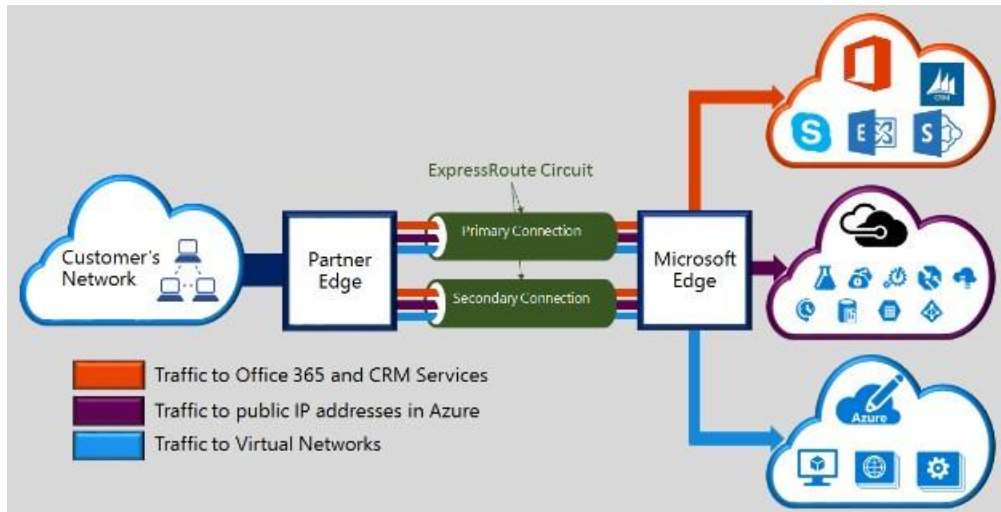 ExpressRoute Circuit
Customer's
Network
Partner
Edge
Primary Connection
Secondary Connection
Microsoft
Edge
CRM
S
E
S
Azure
Traffic to Office 365 and CRM Services
Traffic to public IP addresses in Azure
Traffic to Virtual Networks